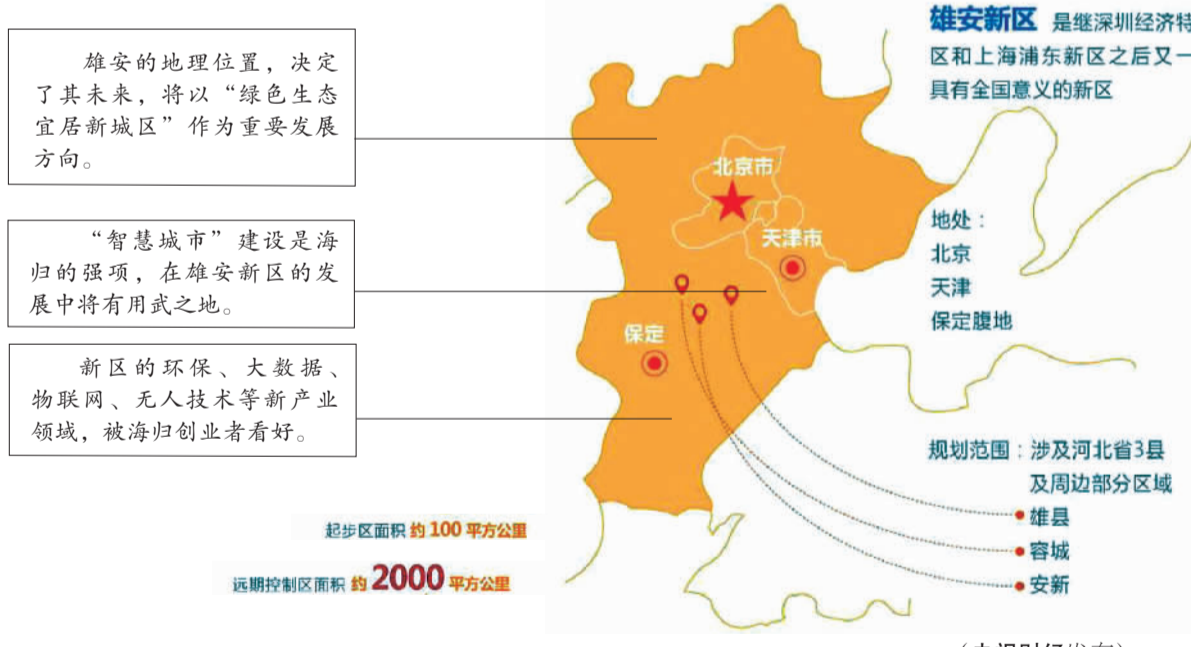 雄安的地理位置，决定
了其未来，将以“绿色生态
宜居新城区”作为重要发展
方向。
“智慧城市”建设是海
归的强项，在雄安新区的发
展中将有用武之地。
新区的环保、大数据、
物联网、无人技术等新产业
领域，被海归创业者看好。
雄安新区 是继深圳经济特
区和上海浦东新区之后又一
具有全国意义的新区
北京市
天津市
保定
地处：
北京
天津
保定腹地
规划范围：涉及河北省3县
及周边部分区域
雄县
容城
安新
起步区面积 约100 平方公里
远期控制区面积 约2000 平方公里